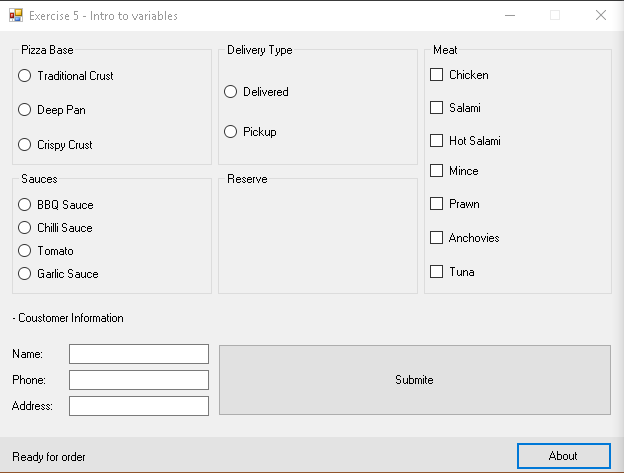 Exercise 5 - Intro to variables
Pizza Base
Traditional Crust
Deep Pan
Crispy Crust
Delivery Type
Delivered
Pickup
Meat
Chicken
Salami
Hot Salami
Mince
Prawn
Anchovies
Tuna
Sauces
BBQ Sauce
Chilli Sauce
Tomato
Garlic Sauce
Reserve
- Coustomer Information
Name:
Phone:
Address:
Submite
Ready for order
About